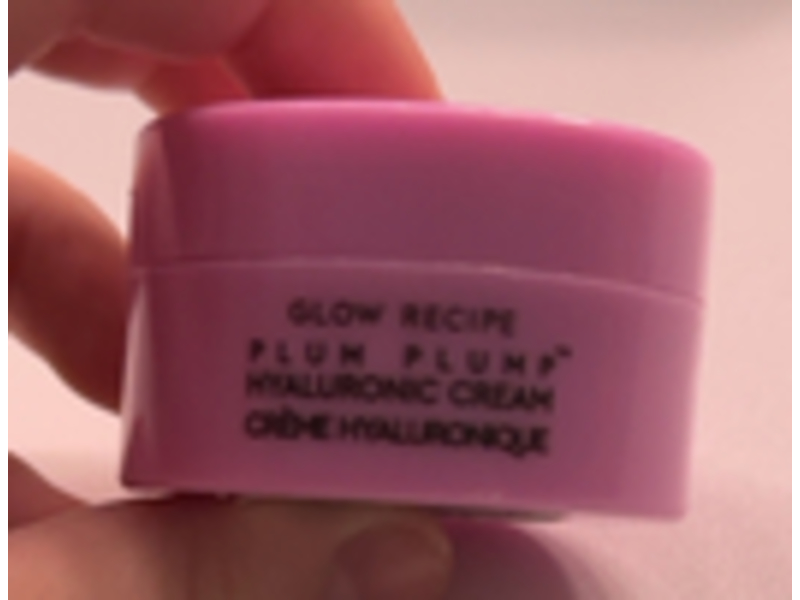 GLOW RECIPE
PLUM PLUMP™
HYALURONIC CREAM
CRÈME HYALURONIQUE